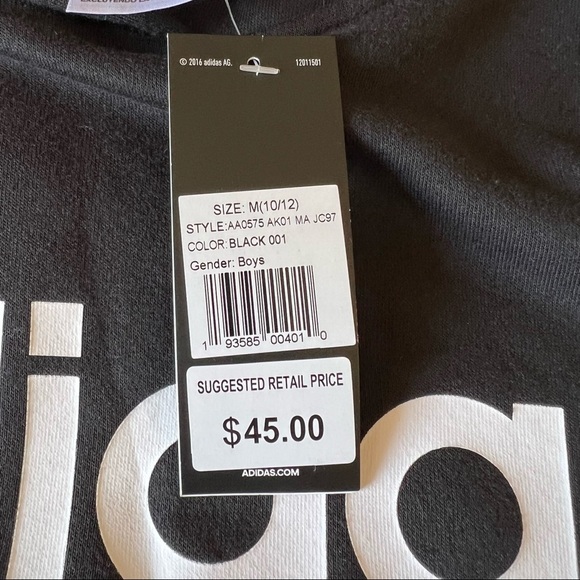 EXCLUYENDO
© 2016 adidas AG. 12011501
SIZE: M(10/12)
STYLE:AA0575 AK01 MA JC97
COLOR: BLACK 001
Gender: Boys
1 93585 00401 0
SUGGESTED RETAIL PRICE
$45.00
ADIDAS.COM
ida